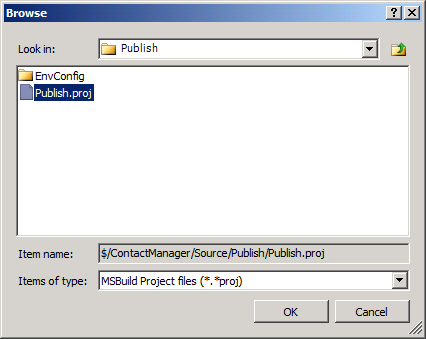 Browse
Look in: Publish
EnvConfig
Publish.proj
Item name: $/ContactManager/Source/Publish/Publish.proj
Items of type: MSBuild Project files (*.*proj)
OK Cancel